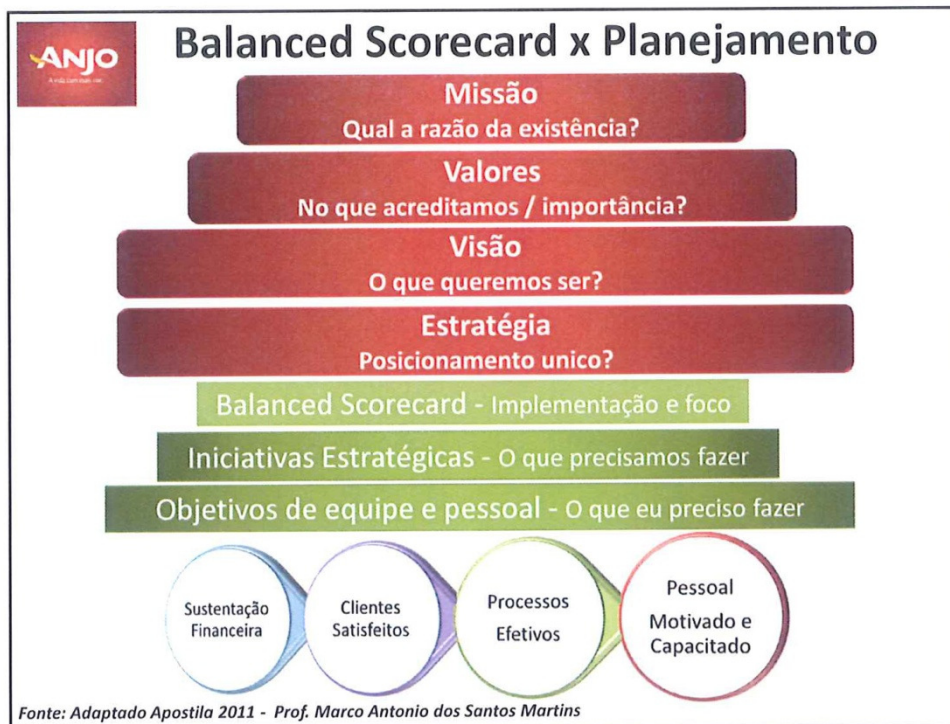 ANJO
Balanced Scorecard x Planejamento
Missão
Qual a razão da existência?
Valores
No que acreditamos / importância?
Visão
O que queremos ser?
Estratégia
Posicionamento unico?
Balanced Scorecard - Implementação e foco
Iniciativas Estratégicas - O que precisamos fazer
Objetivos de equipe e pessoal - O que eu preciso fazer
Sustentação
Financeira
Clientes
Satisfeitos
Processos
Efetivos
Pessoal
Motivado e
Capacitado
Fonte: Adaptado Apostila 2011 - Prof. Marco Antonio dos Santos Martins